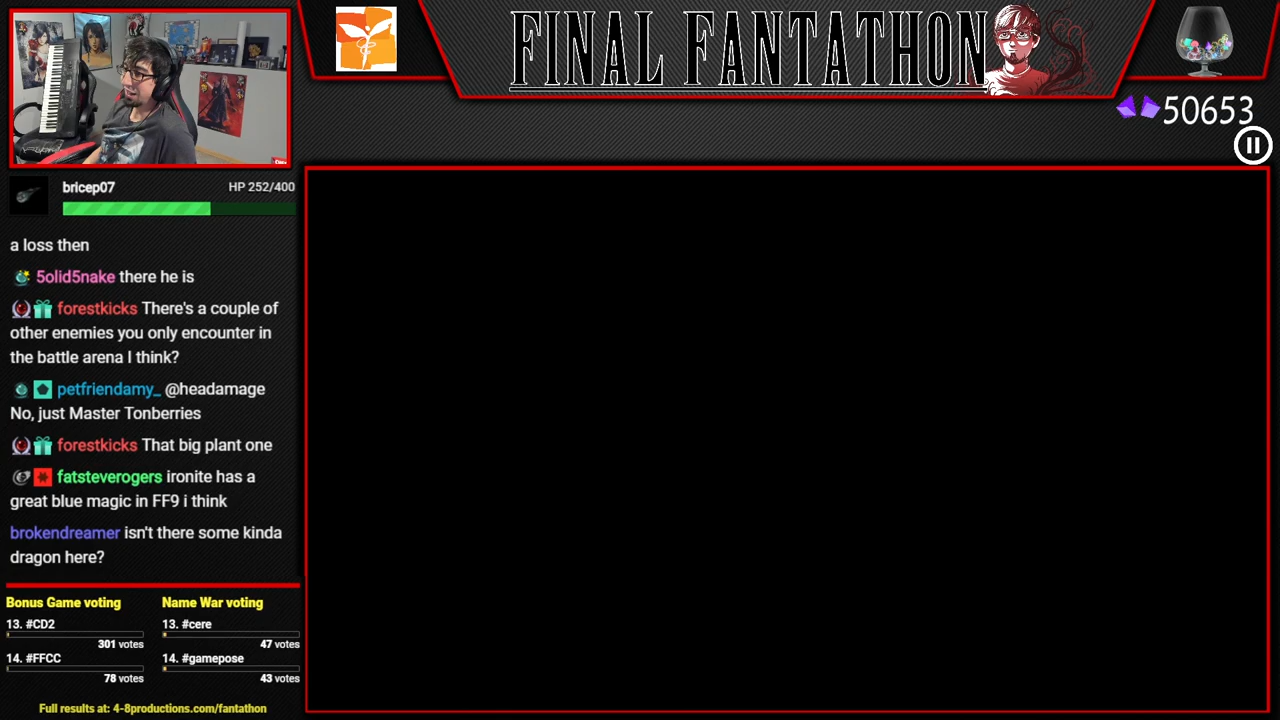 FINAL FANTATHON
50653
bricep07 HP 252/400
a loss then
5olid5nake there he is
forestkicks There's a couple of
other enemies you only encounter in
the battle arena I think?
petfriendamy_ @headamage
No, just Master Tonberries
forestkicks That big plant one
fatsteverogers ironite has a
great blue magic in FF9 i think
brokendreamer isn't there some kinda
dragon here?
Bonus Game voting
13. #CD2
301 votes
14. #FFCC
78 votes
Name War voting
13. #cere
47 votes
14. #gamepose
43 votes
Full results at: 4-8productions.com/fantathon